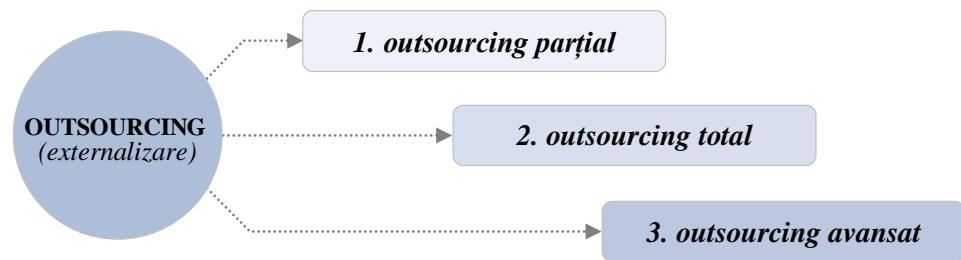 1. outsourcing parțial
OUTSOURCING
(externalizare)
2. outsourcing total
3. outsourcing avansat